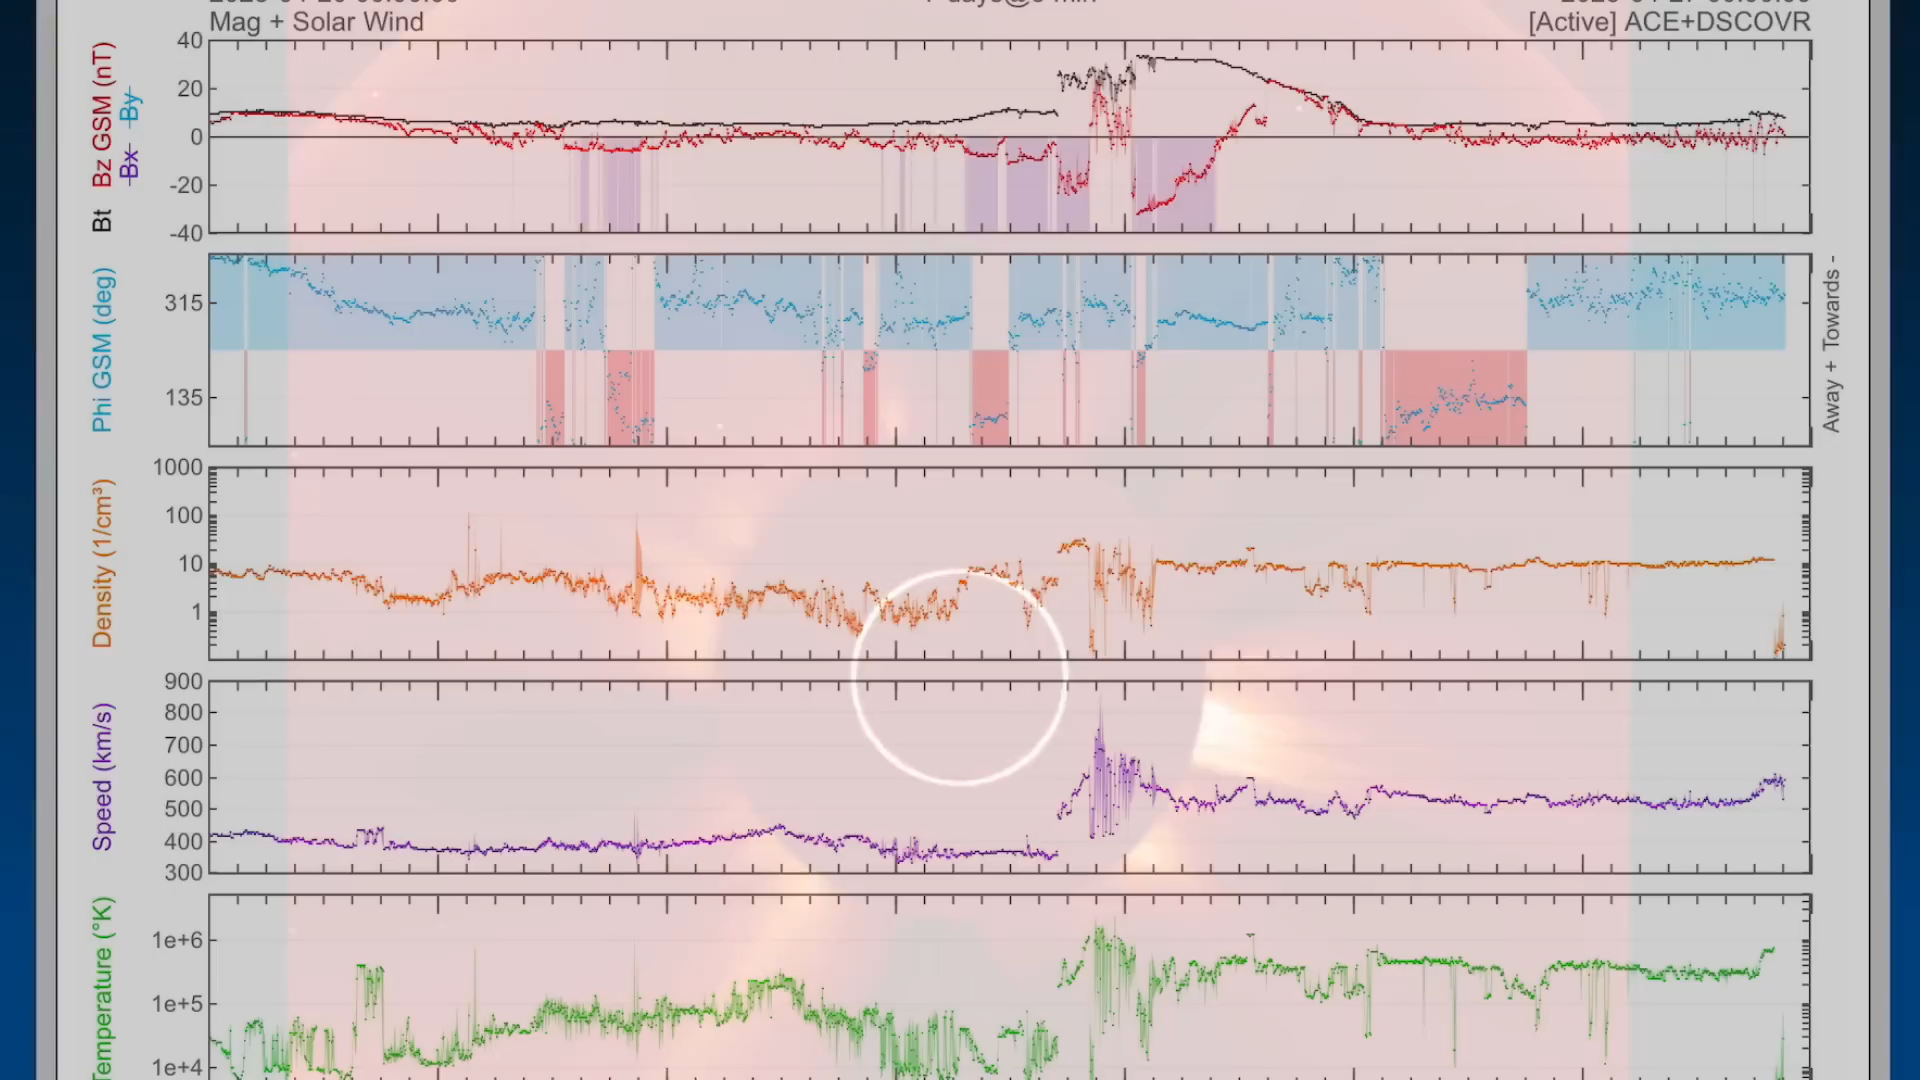 Mag + Solar Wind
[Active] ACE+DSCOVR
Bt Bz GSM (nT)
Bx By
40
20
0
-20
-40
Phi GSM (deg)
315
135
Away + Towards -
Density (1/cm³)
1000
100
10
1
Speed (km/s)
900
800
700
600
500
400
300
Temperature (°K)
1e+6
1e+5
1e+4